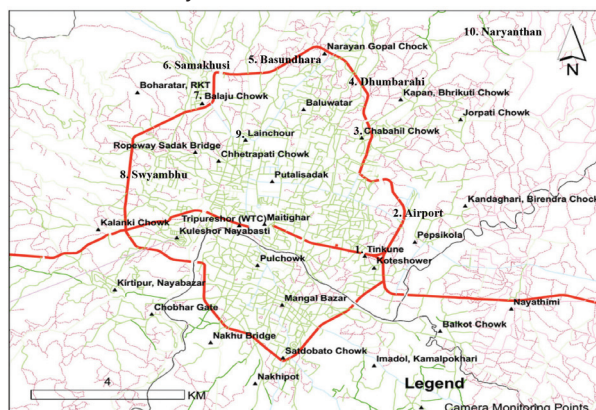 10. Naryanthan
Narayan Gopal Chock
5. Basundhara
6. Samakhusi
N
4. Dhumbarahi
Boharatar, RKT
7. Balaju Chowk
Kapan, Bhrikuti Chowk
Baluwatar
Jorpati Chowk
9. Lainchour
3. Chabahil Chowk
Ropeway Sadak Bridge
Chhetrapati Chowk
8. Swyambhu
Putalisadak
Kandaghari, Birendra Chock
2. Airport
Tripureshor (WTC)
Maitighar
Kalanki Chowk
Kuleshor Nayabasti
Pepsikola
1. Tinkune
Pulchowk
Koteshower
Kirtipur, Nayabazar
Mangal Bazar
Nayathimi
Chobhar Gate
Balkot Chowk
Nakhu Bridge
Satdobato Chowk
Imadol, Kamalpokhari
4
KM
Nakhipot
Legend
Camera Monitoring Points